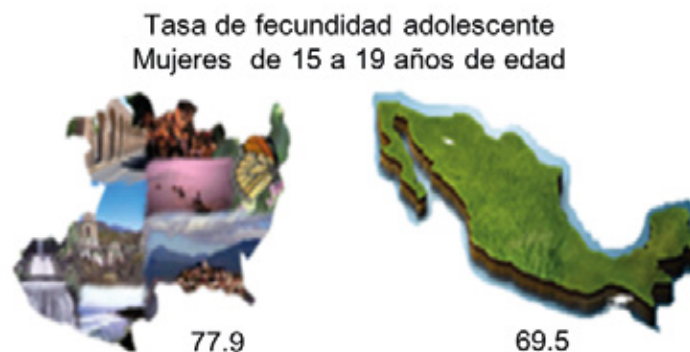 Tasa de fecundidad adolescente
Mujeres de 15 a 19 años de edad
77.9
69.5